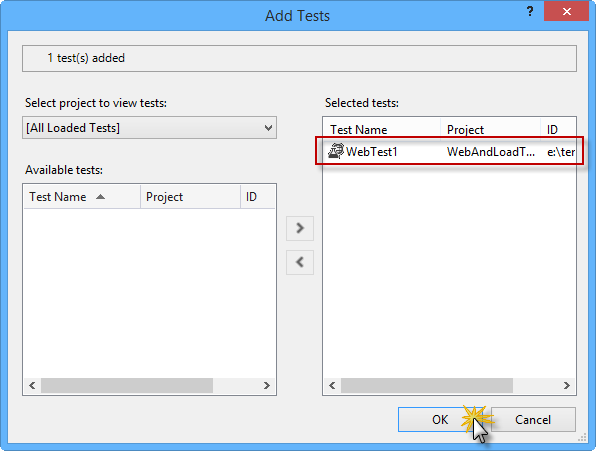 Add Tests
?
1 test(s) added
Select project to view tests:
[All Loaded Tests]
Available tests:
Test Name Project ID
Selected tests:
Test Name Project ID
WebTest1 WebAndLoadT... e:\ter
OK Cancel